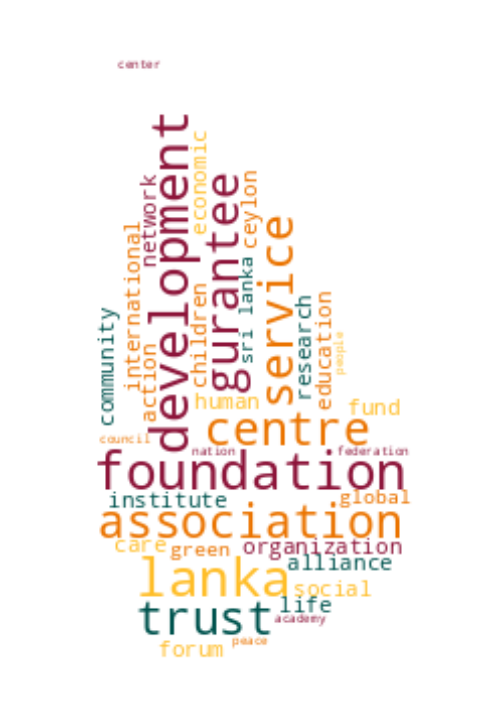 center
development
economic
network
gurantee
ceylon
international
service
sri lanka
children
research
education
community
action
people
human
fund
centre
council
nation
federation
foundation
institute
global
association
care
green
organization
alliance
lanka
social
trust
life
academy
peace
forum